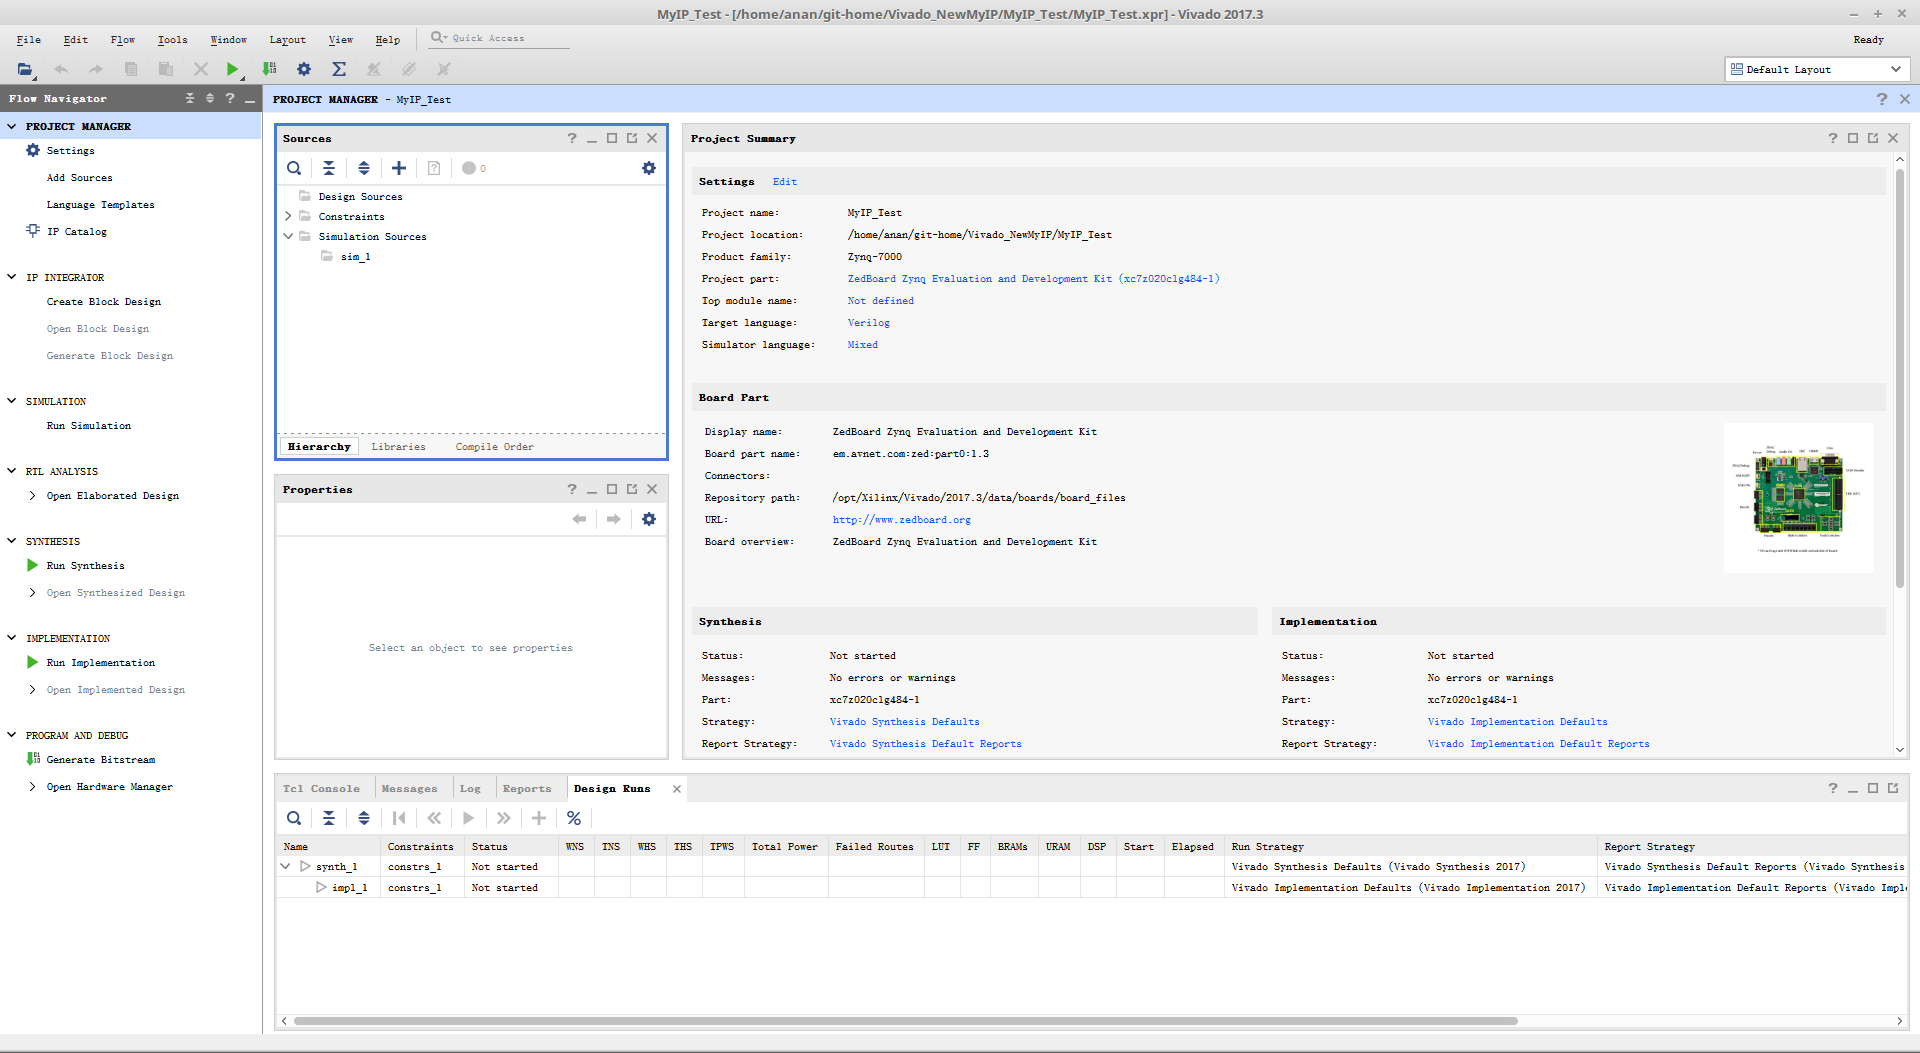 MyIP_Test - [/home/anan/git-home/Vivado_NewMyIP/MyIP_Test/MyIP_Test.xpr] - Vivado 2017.3
File Edit Flow Tools Window Layout View Help Quick Access Ready
Default Layout
Flow Navigator
PROJECT MANAGER
Settings
Add Sources
Language Templates
IP Catalog
IP INTEGRATOR
Create Block Design
Open Block Design
Generate Block Design
SIMULATION
Run Simulation
RTL ANALYSIS
Open Elaborated Design
SYNTHESIS
Run Synthesis
Open Synthesized Design
IMPLEMENTATION
Run Implementation
Open Implemented Design
PROGRAM AND DEBUG
Generate Bitstream
Open Hardware Manager
PROJECT MANAGER - MyIP_Test
Sources
0
Design Sources
Constraints
Simulation Sources
sim_1
Hierarchy Libraries Compile Order
Properties
Select an object to see properties
Project Summary
Settings Edit
Project name: MyIP_Test
Project location: /home/anan/git-home/Vivado_NewMyIP/MyIP_Test
Product family: Zynq-7000
Project part: ZedBoard Zynq Evaluation and Development Kit (xc7z020clg484-1)
Top module name: Not defined
Target language: Verilog
Simulator language: Mixed
Board Part
Display name: ZedBoard Zynq Evaluation and Development Kit
Board part name: em.avnet.com:zed:part0:1.3
Connectors:
Repository path: /opt/Xilinx/Vivado/2017.3/data/boards/board_files
URL: http://www.zedboard.org
Board overview: ZedBoard Zynq Evaluation and Development Kit
Synthesis
Status: Not started
Messages: No errors or warnings
Part: xc7z020clg484-1
Strategy: Vivado Synthesis Defaults
Report Strategy: Vivado Synthesis Default Reports
Implementation
Status: Not started
Messages: No errors or warnings
Part: xc7z020clg484-1
Strategy: Vivado Implementation Defaults
Report Strategy: Vivado Implementation Default Reports
Tcl Console Messages Log Reports Design Runs
Name Constraints Status WNS TNS WHS THS TPWS Total Power Failed Routes LUT FF BRAMs URAM DSP Start Elapsed Run Strategy Report Strategy
synth_1 constrs_1 Not started Vivado Synthesis Defaults (Vivado Synthesis 2017) Vivado Synthesis Default Reports (Vivado Synthesis
impl_1 constrs_1 Not started Vivado Implementation Defaults (Vivado Implementation 2017) Vivado Implementation Default Reports (Vivado Impl